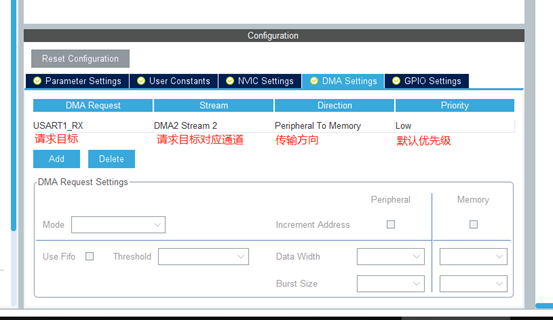 Configuration
Reset Configuration
Parameter Settings User Constants NVIC Settings DMA Settings GPIO Settings
DMA Request Stream Direction Priority
USART1_RX DMA2 Stream 2 Peripheral To Memory Low
请求目标 请求目标对应通道 传输方向 默认优先级
Add Delete
DMA Request Settings
Peripheral Memory
Mode Increment Address
Use Fifo Threshold Data Width
Burst Size